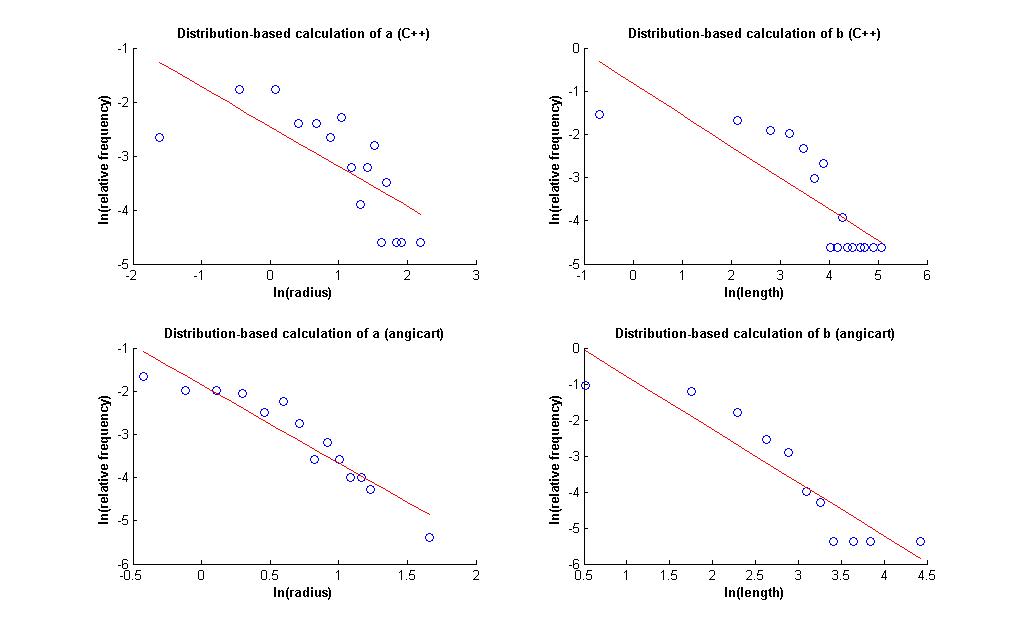 Distribution-based calculation of a (C++)
-1
-2
-3
-4
-5
-2 -1 0 1 2 3
ln(relative frequency)
ln(radius)
Distribution-based calculation of b (C++)
0
-1
-2
-3
-4
-5
-1 0 1 2 3 4 5 6
ln(relative frequency)
ln(length)
Distribution-based calculation of a (angicart)
-1
-2
-3
-4
-5
-6
-0.5 0 0.5 1 1.5 2
ln(relative frequency)
ln(radius)
Distribution-based calculation of b (angicart)
0
-1
-2
-3
-4
-5
-6
0.5 1 1.5 2 2.5 3 3.5 4 4.5
ln(relative frequency)
ln(length)